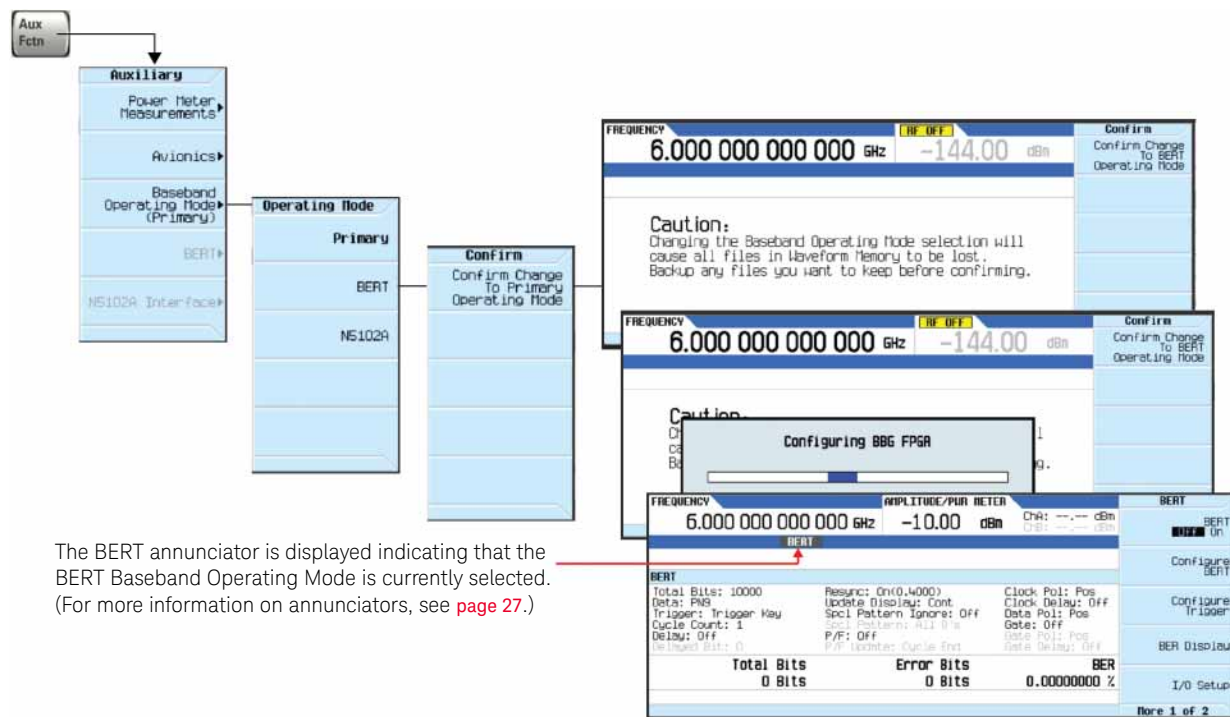 Aux
Fctn
Auxiliary
Power Meter
Measurements
Avionics
Baseband
Operating Mode
(Primary)
BERT
N5102A Interface
Operating Mode
Primary
BERT
N5102A
Confirm
Confirm Change
To Primary
Operating Mode
FREQUENCY
6.000 000 000 000 GHz
RF OFF
-144.00 dBm
Confirm
Confirm Change
To BERT
Operating Mode
Caution:
Changing the Baseband Operating Mode selection will
cause all files in Waveform Memory to be lost.
Backup any files you want to keep before confirming.
FREQUENCY
6.000 000 000 000 GHz
RF OFF
-144.00 dBm
Confirm
Confirm Change
To BERT
Operating Mode
Caution:
Configuring BBG FPGA
FREQUENCY
6.000 000 000 000 GHz
AMPLITUDE/PWR METER
-10.00 dBm
ChA: --.-- dBm
ChB: --.-- dBm
BERT
BERT
Total Bits: 10000
Data: PN9
Trigger: Trigger Key
Cycle Count: 1
Delay: Off
Delayed Bit: 0
Resync: On(0.4000)
Update Display: Cont
Spcl Pattern Ignore: Off
Spcl Pattern: All 0's
P/F: Off
P/F Update: Cycle End
Clock Pol: Pos
Clock Delay: Off
Data Pol: Pos
Gate: Off
Gate Pol: Pos
Gate Delay: Off
Total Bits
0 Bits
Error Bits
0 Bits
BER
0.00000000 %
BERT
BERT
Off On
Configure
BERT
Configure
Trigger
BER Display
I/O Setup
More 1 of 2
The BERT annunciator is displayed indicating that the
BERT Baseband Operating Mode is currently selected.
(For more information on annunciators, see page 27.)